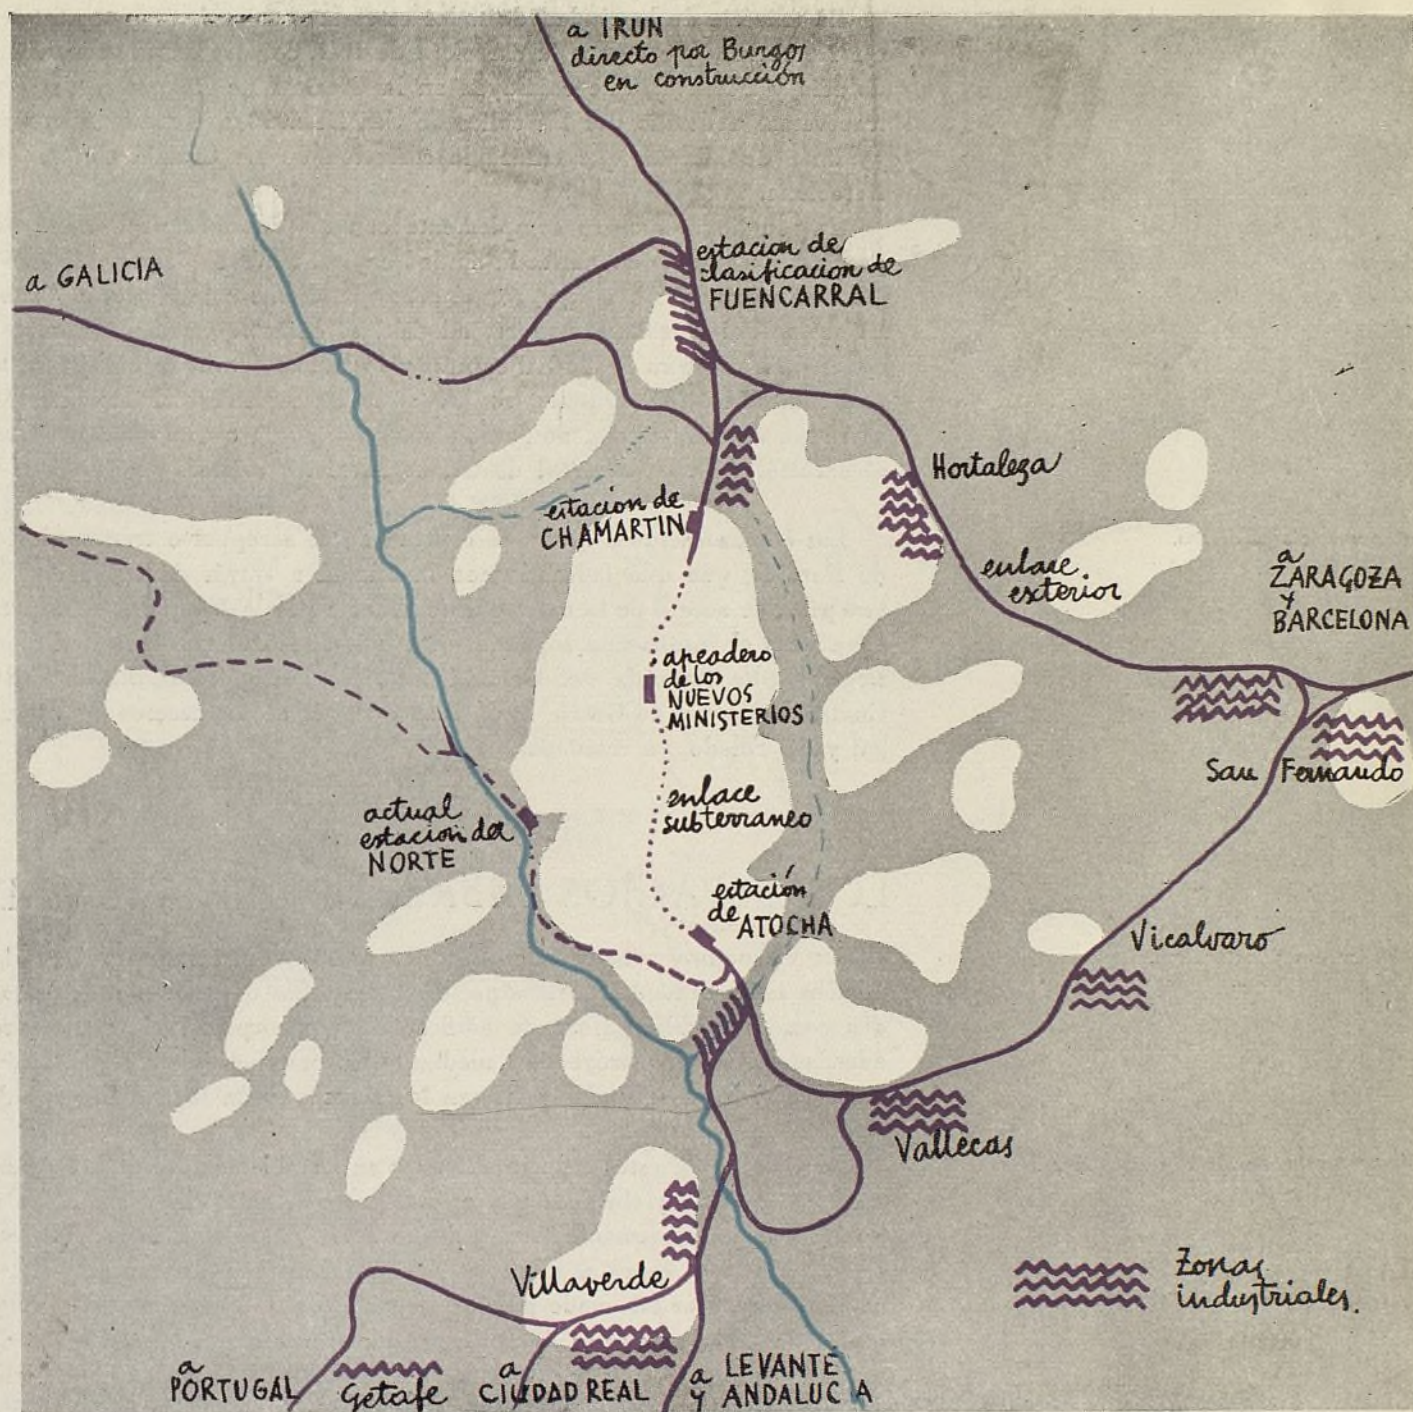 a IRUN
directo por Burgos
en construcción
a GALICIA
estacion de
clasificacion de
FUENCARRAL
Hortaleza
estacion de
CHAMARTIN
enlace
exterior
a
ZARAGOZA
y
BARCELONA
apeadero
de los
NUEVOS
MINISTERIOS
San Fernando
actual
estacion del
NORTE
enlace
subterraneo
estación
de ATOCHA
Vicalvaro
Vallecas
Villaverde
Zonas
industriales.
a
PORTUGAL
Getafe
a
CIUDAD REAL
a LEVANTE
y ANDALUCIA